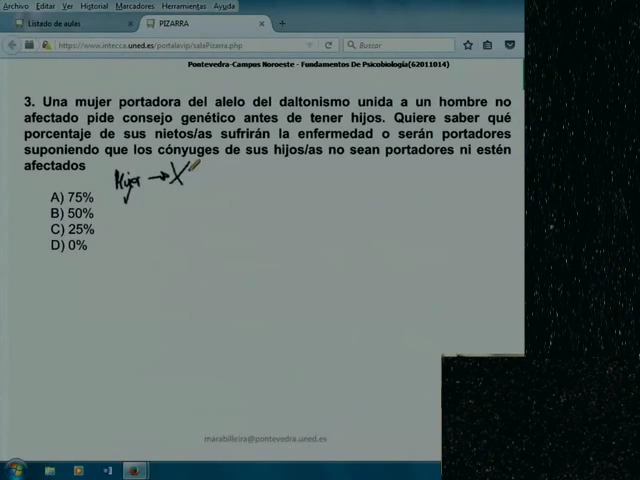 Archivo Editar Ver Historial Marcadores Herramientas Ayuda
Listado de aulas × PIZARRA × +
https://www.intecca.uned.es/portalavip/salaPizarra.php Buscar
Pontevedra-Campus Noroeste - Fundamentos De Psicobiología(62011014)
3. Una mujer portadora del alelo del daltonismo unida a un hombre no
afectado pide consejo genético antes de tener hijos. Quiere saber qué
porcentaje de sus nietos/as sufrirán la enfermedad o serán portadores
suponiendo que los cónyuges de sus hijos/as no sean portadores ni estén
afectados
Mujer → X
A) 75%
B) 50%
C) 25%
D) 0%
marabilleira@pontevedra.uned.es